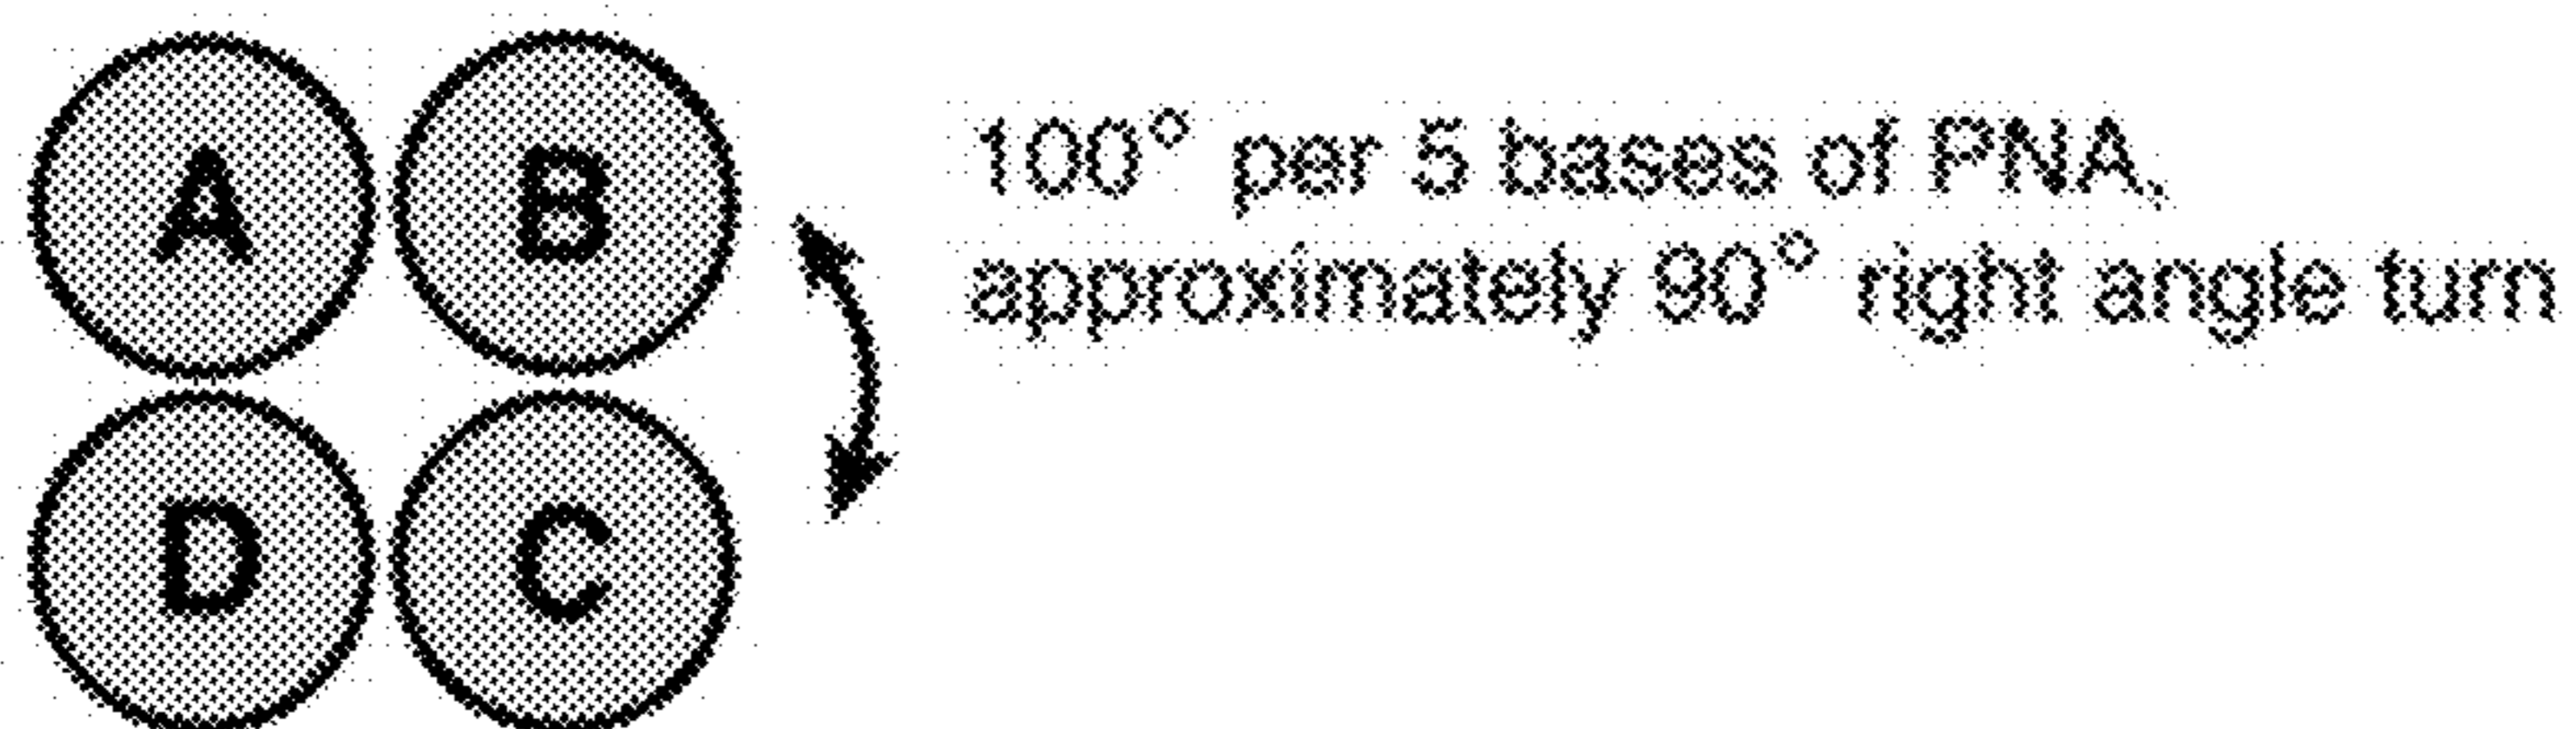 A B
100° per 5 bases of PNA,
approximately 90° right angle turn
D C